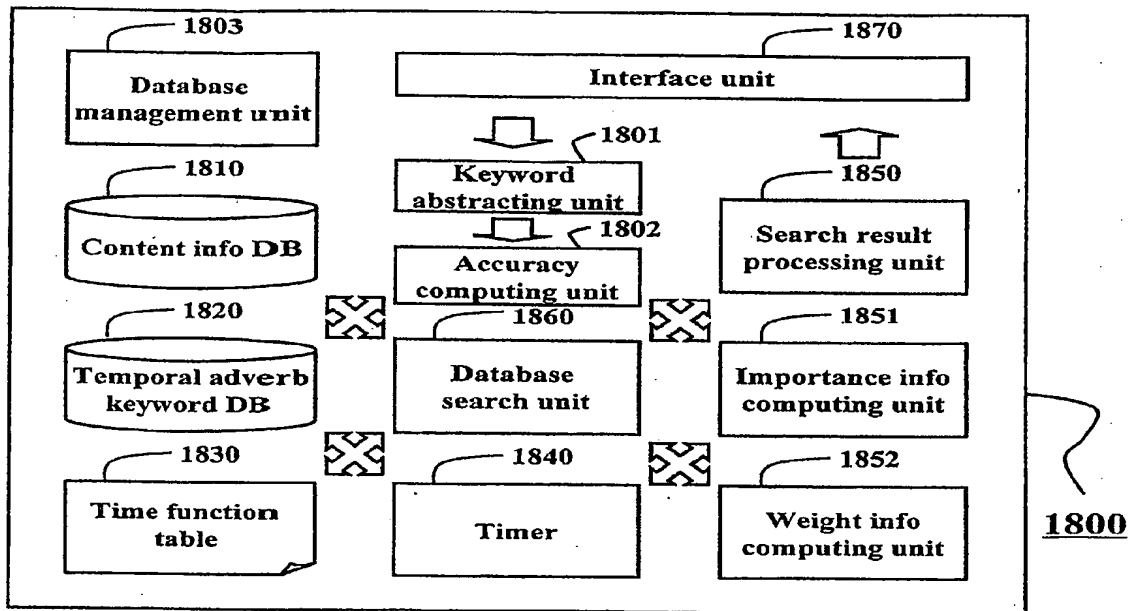 1803
Database
management unit
1870
Interface unit
1801
Keyword
abstracting unit
1810
Content info DB
1802
Accuracy
computing unit
1850
Search result
processing unit
1820
Temporal adverb
keyword DB
1860
Database
search unit
1851
Importance info
computing unit
1830
Time function
table
1840
Timer
1852
Weight info
computing unit
1800